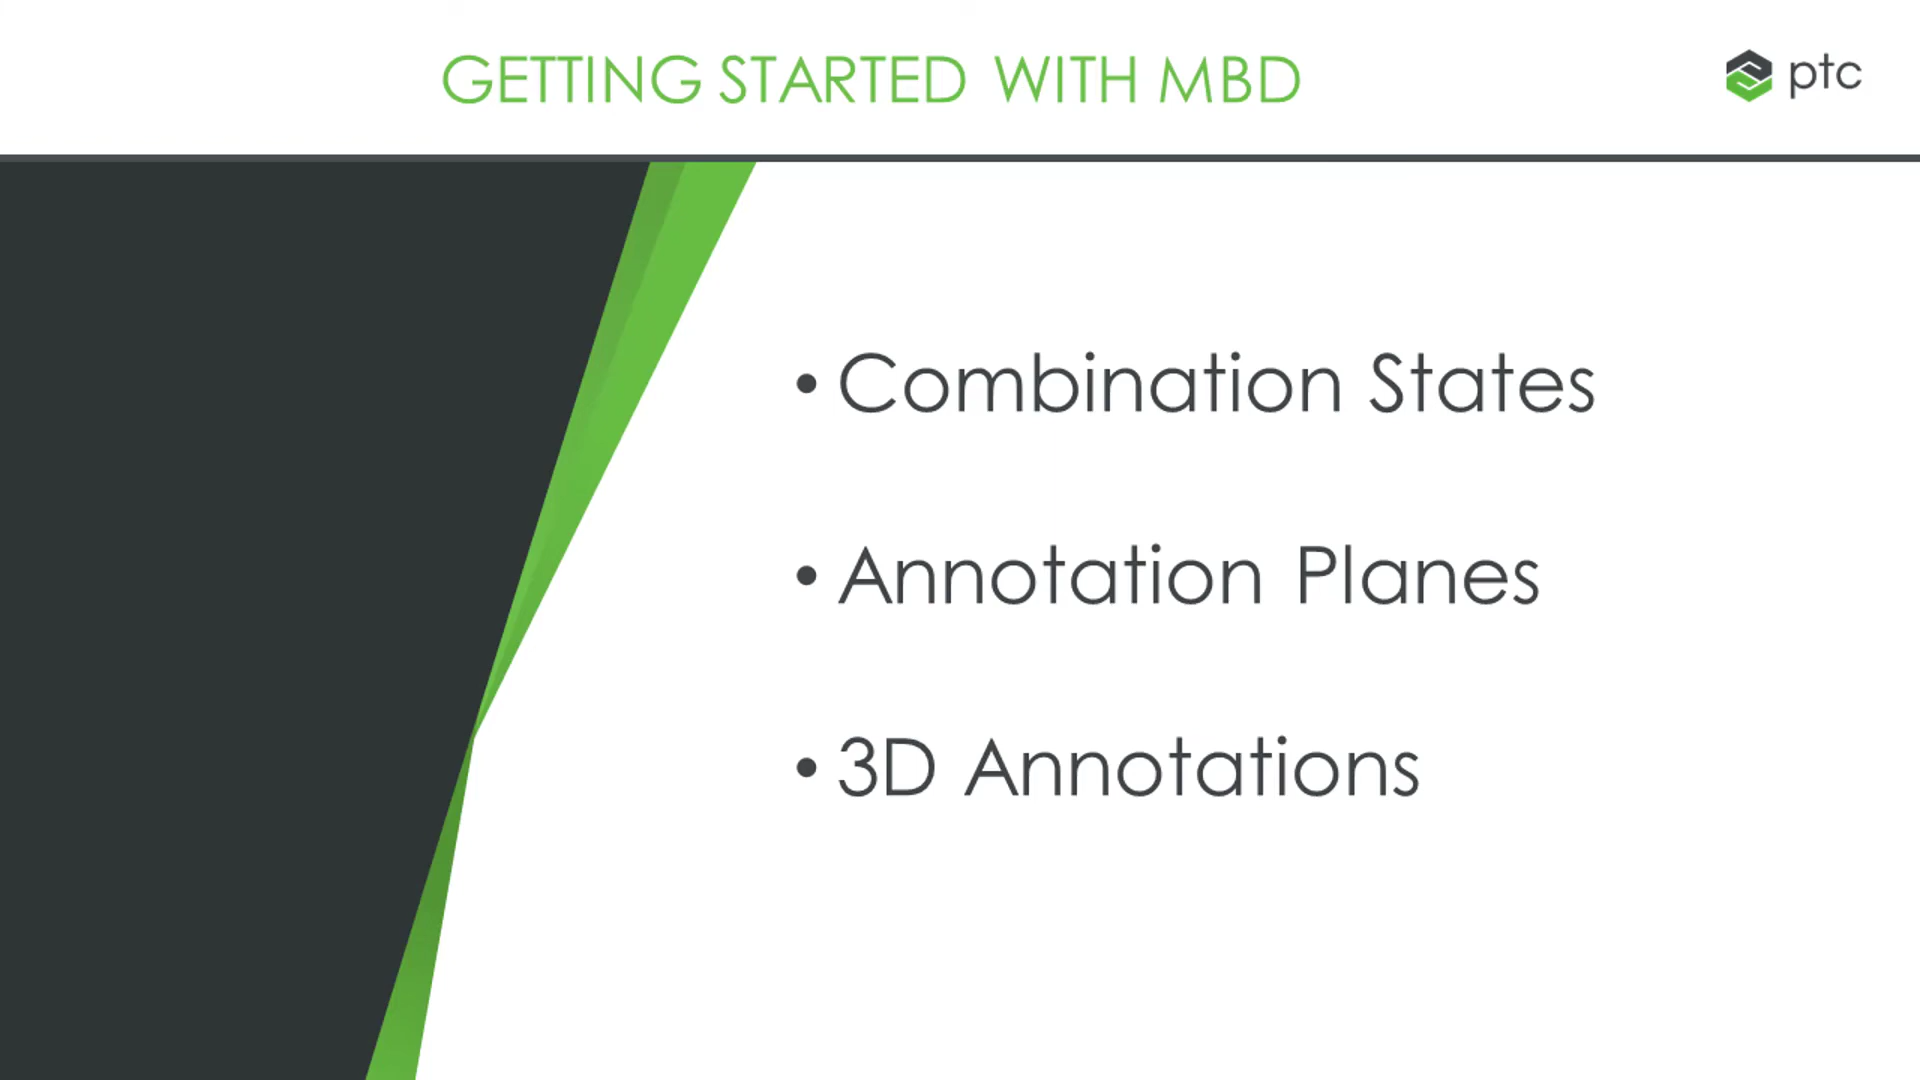 GETTING STARTED WITH MBD
ptc
• Combination States
• Annotation Planes
• 3D Annotations